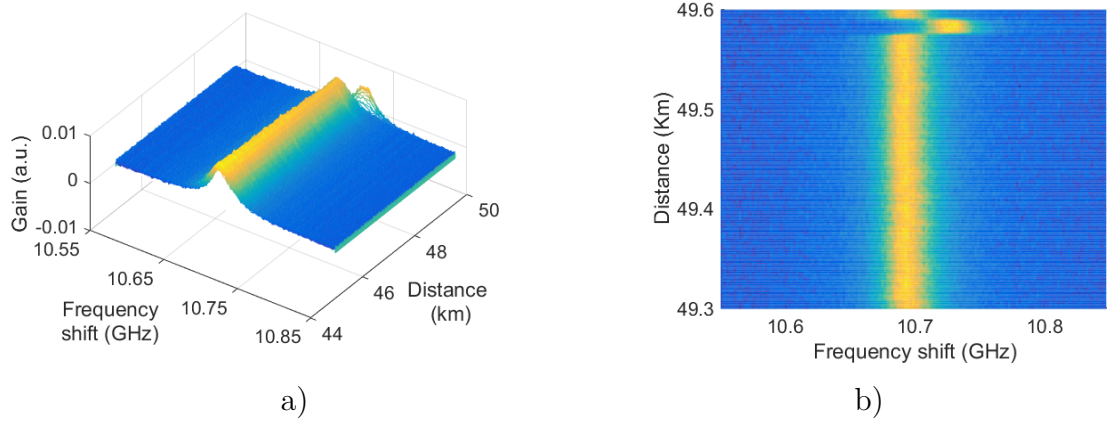 0.01
0
-0.01
Gain (a.u.)
10.55
10.65
10.75
10.85
Frequency
shift (GHz)
44
46
48
50
Distance
(km)
a)
49.6
49.5
49.4
49.3
Distance (Km)
10.6
10.7
10.8
Frequency shift (GHz)
b)